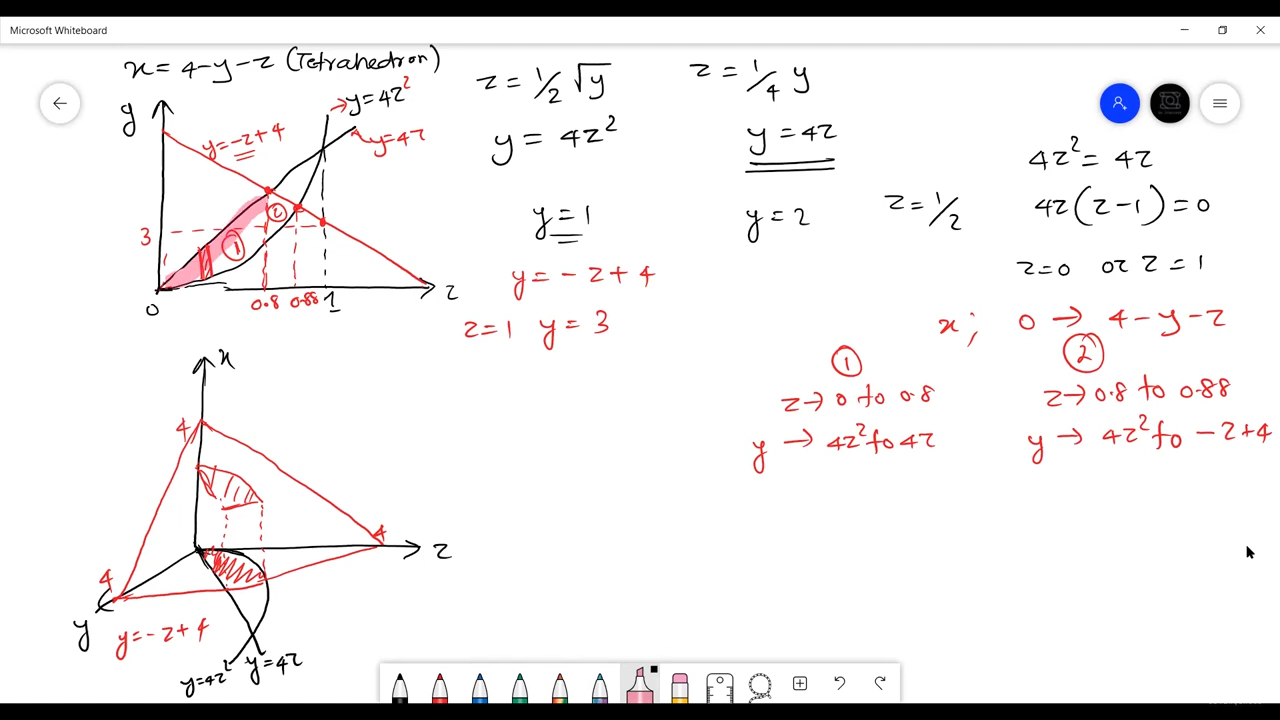 Microsoft Whiteboard
x = 4-y-z (Tetrahedron)
y
y=4z²
y=-z+4
y=4z
3
②
①
0
0.8
0.88
1
z
z = 1/2 √y
y = 4z²
y=1
y = -z+4
z=1 y = 3
z = 1/4 y
y = 4z
y=2
4z² = 4z
z = 1/2
4z(z-1)=0
z=0 or z=1
x; 0 → 4-y-z
①
z→ 0 to 0.8
y → 4z² to 4z
②
z→ 0.8 to 0.88
y → 4z² to -z+4
x
4
4
z
4
y
y=-z+4
y=4z²
y=4z